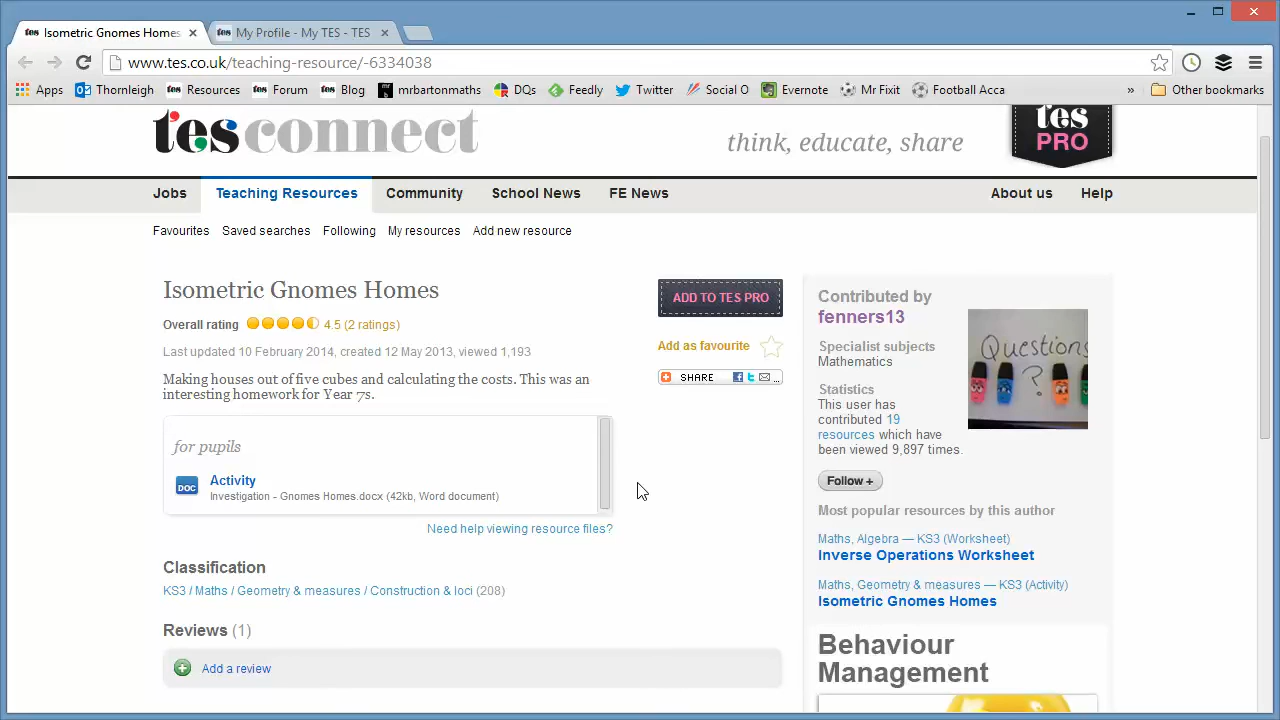 Isometric Gnomes Homes
My Profile - My TES - TES
www.tes.co.uk/teaching-resource/-6334038
Apps Thornleigh Resources Forum Blog mrbartonmaths DQs Feedly Twitter Social O Evernote Mr Fixit Football Acca » Other bookmarks
tes connect
think, educate, share
tes PRO
Jobs Teaching Resources Community School News FE News About us Help
Favourites Saved searches Following My resources Add new resource
Isometric Gnomes Homes
Overall rating 4.5 (2 ratings)
Last updated 10 February 2014, created 12 May 2013, viewed 1,193
Making houses out of five cubes and calculating the costs. This was an
interesting homework for Year 7s.
for pupils
DOC Activity
Investigation - Gnomes Homes.docx (42kb, Word document)
Need help viewing resource files?
Classification
KS3 / Maths / Geometry & measures / Construction & loci (208)
Reviews (1)
Add a review
ADD TO TES PRO
Add as favourite
SHARE ...
Contributed by
fenners13
Specialist subjects
Mathematics
Statistics
This user has
contributed 19
resources which have
been viewed 9,897 times.
Questions
?
Follow +
Most popular resources by this author
Maths, Algebra — KS3 (Worksheet)
Inverse Operations Worksheet
Maths, Geometry & measures — KS3 (Activity)
Isometric Gnomes Homes
Behaviour
Management